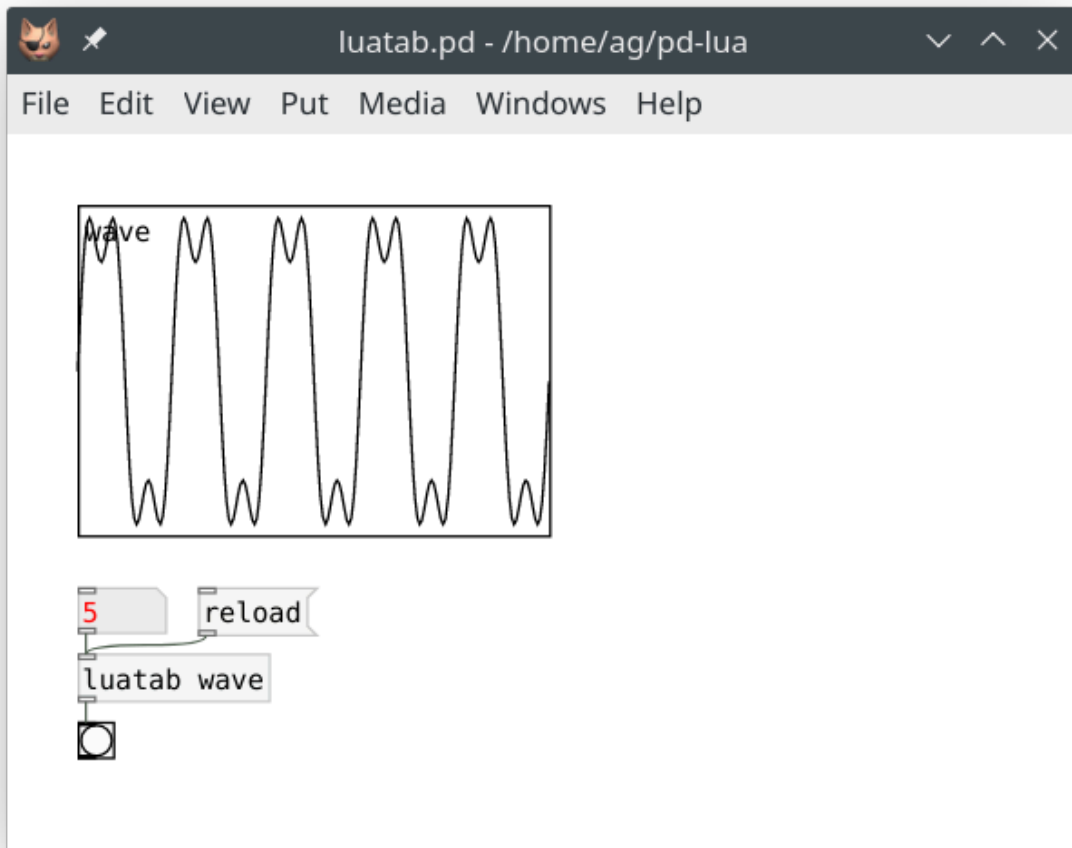 luatab.pd - /home/ag/pd-lua
File Edit View Put Media Windows Help
wave
5
reload
luatab wave